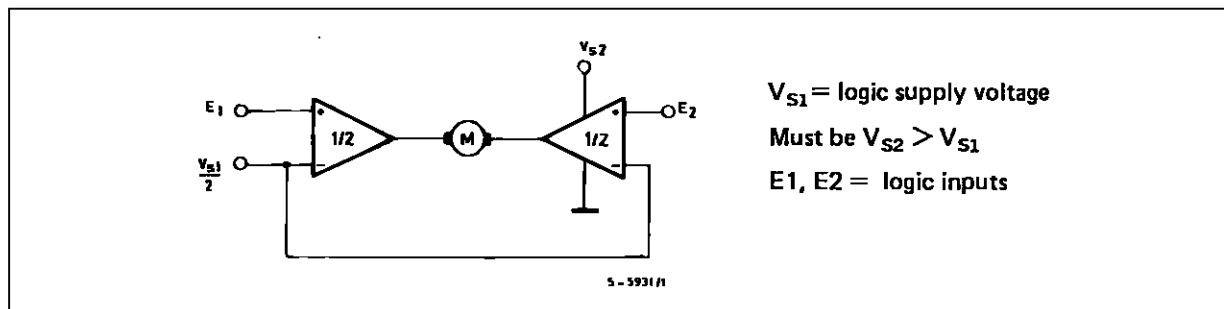 V_S2
E_1
+
1/2
−
V_S1
2
M
+
1/2
−
E_2
S-5931/1
V_S1 = logic supply voltage
Must be V_S2 > V_S1
E1, E2 = logic inputs